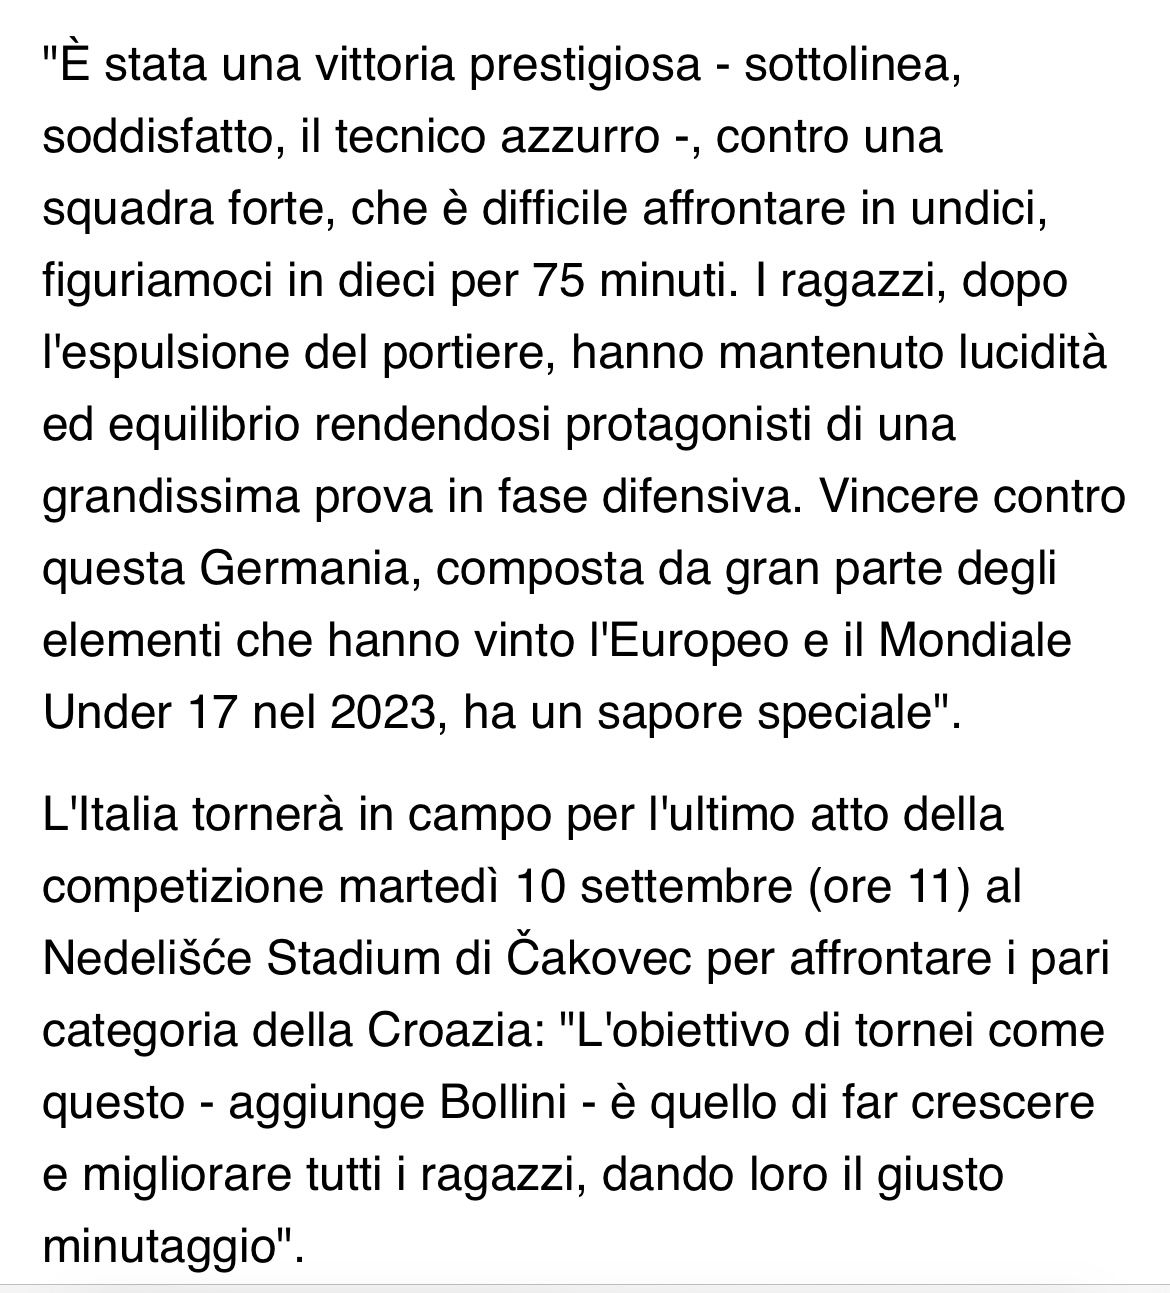 "È stata una vittoria prestigiosa - sottolinea,
soddisfatto, il tecnico azzurro -, contro una
squadra forte, che è difficile affrontare in undici,
figuriamoci in dieci per 75 minuti. I ragazzi, dopo
l'espulsione del portiere, hanno mantenuto lucidità
ed equilibrio rendendosi protagonisti di una
grandissima prova in fase difensiva. Vincere contro
questa Germania, composta da gran parte degli
elementi che hanno vinto l'Europeo e il Mondiale
Under 17 nel 2023, ha un sapore speciale".
L'Italia tornerà in campo per l'ultimo atto della
competizione martedì 10 settembre (ore 11) al
Nedelišće Stadium di Čakovec per affrontare i pari
categoria della Croazia: "L'obiettivo di tornei come
questo - aggiunge Bollini - è quello di far crescere
e migliorare tutti i ragazzi, dando loro il giusto
minutaggio".